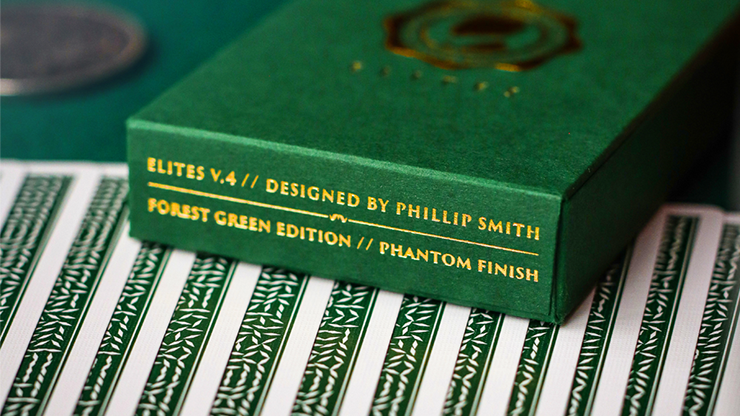 ELITES V.4 // DESIGNED BY PHILLIP SMITH
FOREST GREEN EDITION // PHANTOM FINISH